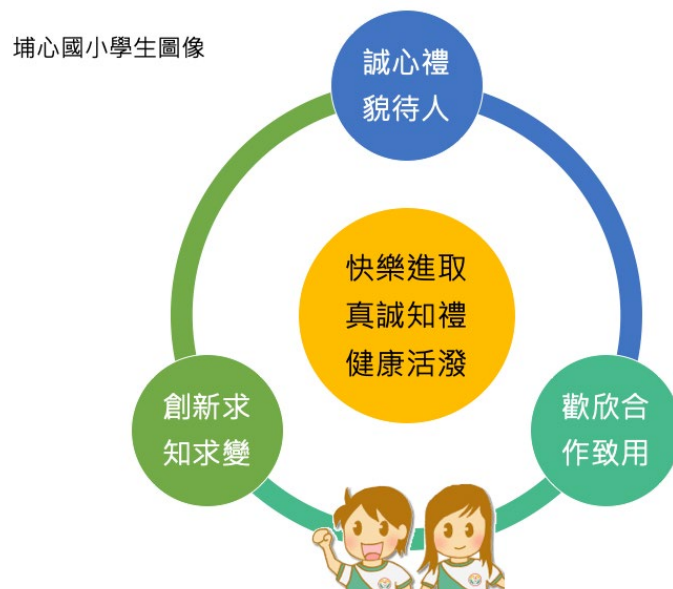 埔心國小學生圖像
誠心禮
貌待人
快樂進取
真誠知禮
健康活潑
創新求
知求變
歡欣合
作致用